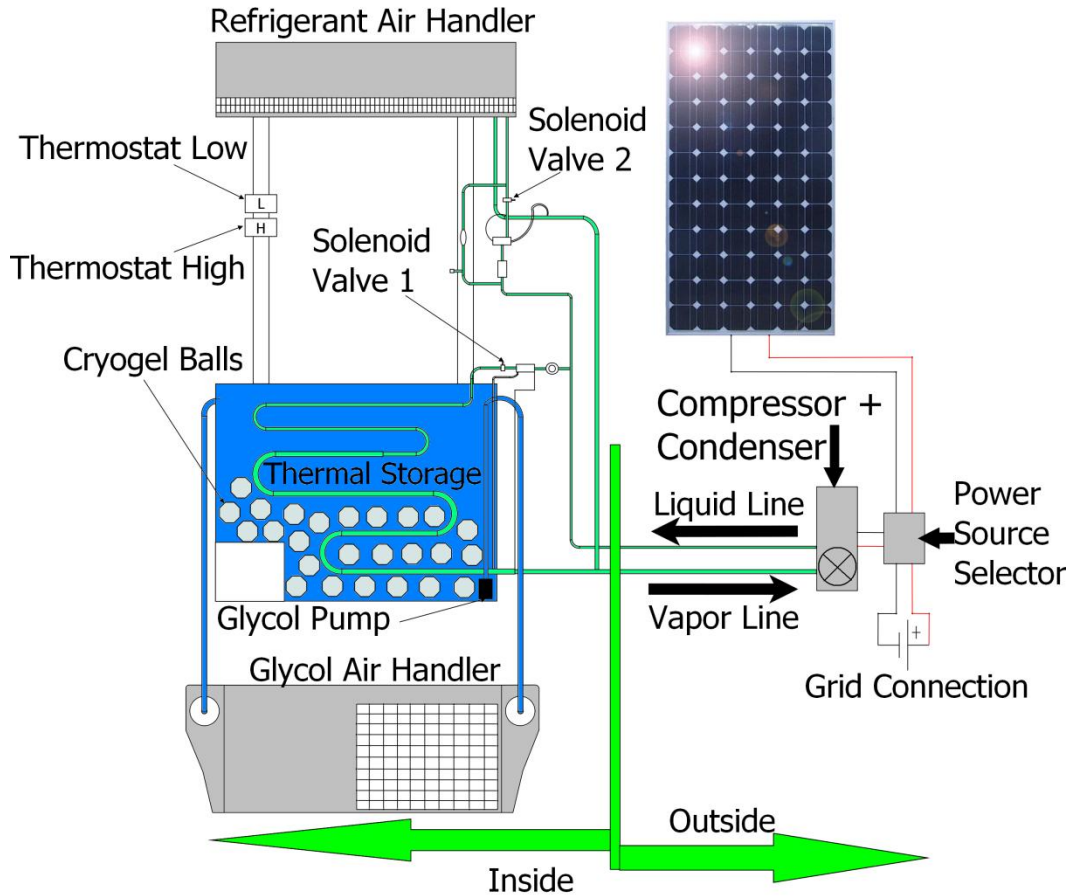 Refrigerant Air Handler
Solenoid
Valve 2
Thermostat Low
L
H
Thermostat High
Solenoid
Valve 1
Cryogel Balls
Compressor +
Condenser
Thermal Storage
Liquid Line
Power
Source
Selector
Vapor Line
Glycol Pump
+
Grid Connection
Glycol Air Handler
Outside
Inside